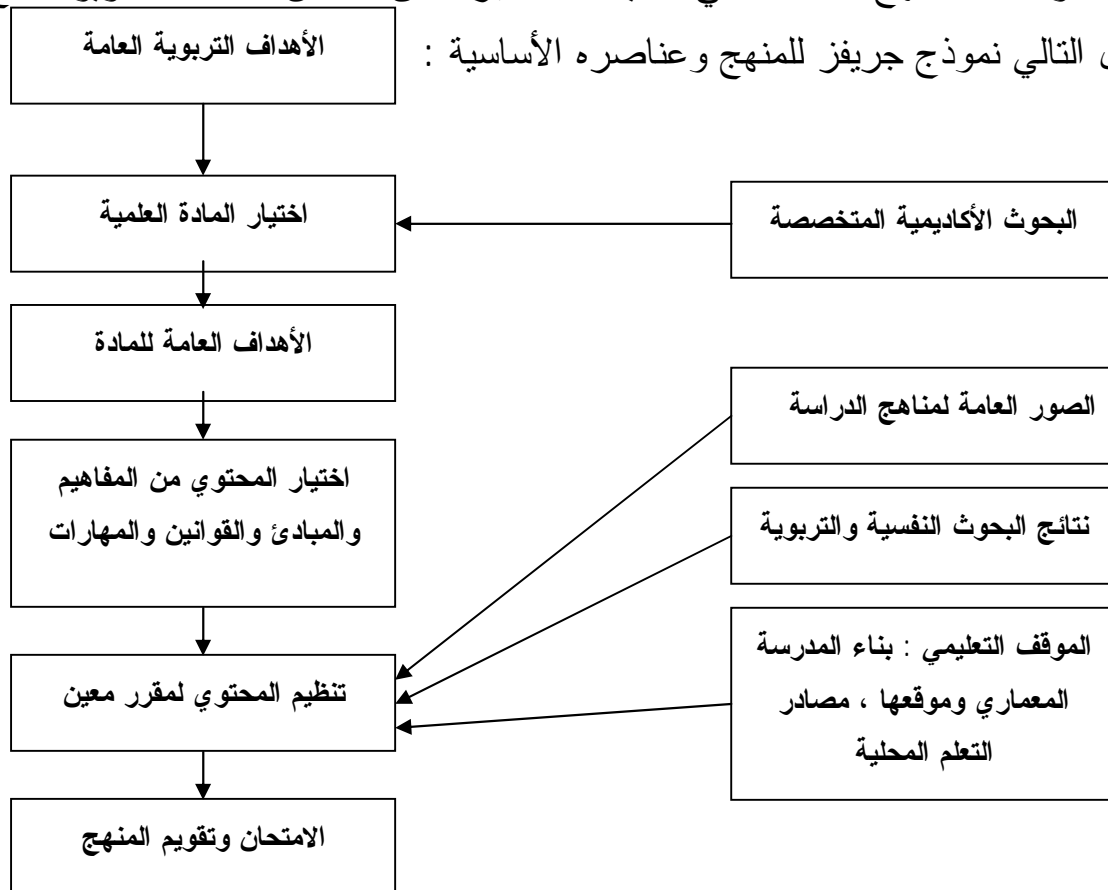 التالي نموذج جريفز للمنهج وعناصره الأساسية :
الأهداف التربوية العامة
اختيار المادة العلمية
البحوث الأكاديمية المتخصصة
الأهداف العامة للمادة
الصور العامة لمناهج الدراسة
اختيار المحتوي من المفاهيم
والمبادئ والقوانين والمهارات
نتائج البحوث النفسية والتربوية
الموقف التعليمي : بناء المدرسة
المعماري وموقعها ، مصادر
التعلم المحلية
تنظيم المحتوي لمقرر معين
الامتحان وتقويم المنهج